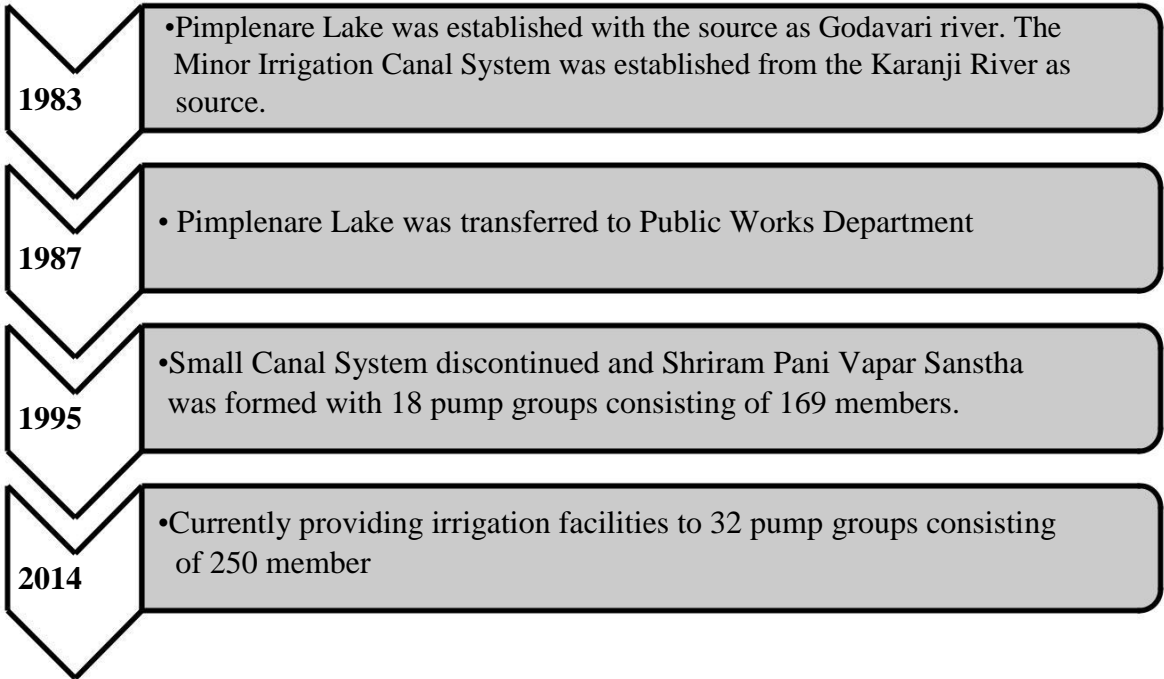 •Pimplenare Lake was established with the source as Godavari river. The
Minor Irrigation Canal System was established from the Karanji River as
source.
1983
• Pimplenare Lake was transferred to Public Works Department
1987
•Small Canal System discontinued and Shriram Pani Vapar Sanstha
was formed with 18 pump groups consisting of 169 members.
1995
•Currently providing irrigation facilities to 32 pump groups consisting
of 250 member
2014